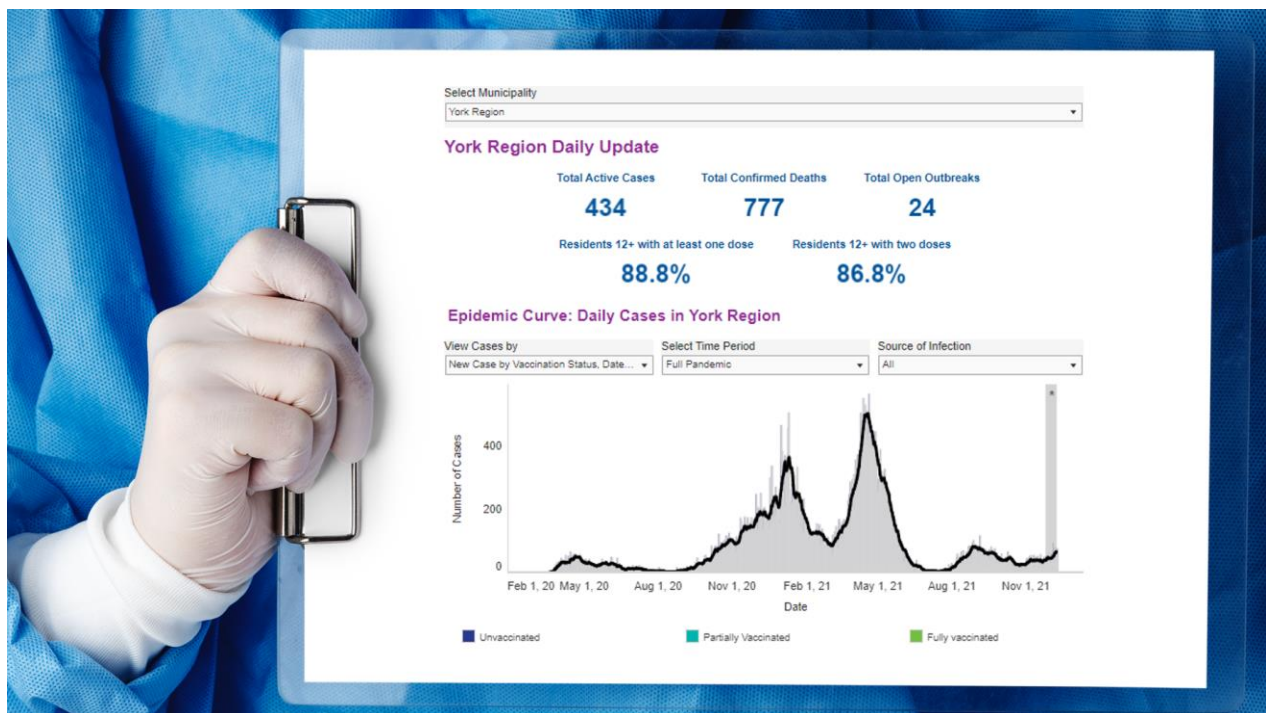 Select Municipality
York Region
York Region Daily Update
Total Active Cases Total Confirmed Deaths Total Open Outbreaks
434 777 24
Residents 12+ with at least one dose Residents 12+ with two doses
88.8% 86.8%
Epidemic Curve: Daily Cases in York Region
View Cases by Select Time Period Source of Infection
New Case by Vaccination Status, Date... Full Pandemic All
Number of Cases
400
200
0
Feb 1, 20 May 1, 20 Aug 1, 20 Nov 1, 20 Feb 1, 21 May 1, 21 Aug 1, 21 Nov 1, 21
Date
Unvaccinated Partially Vaccinated Fully vaccinated